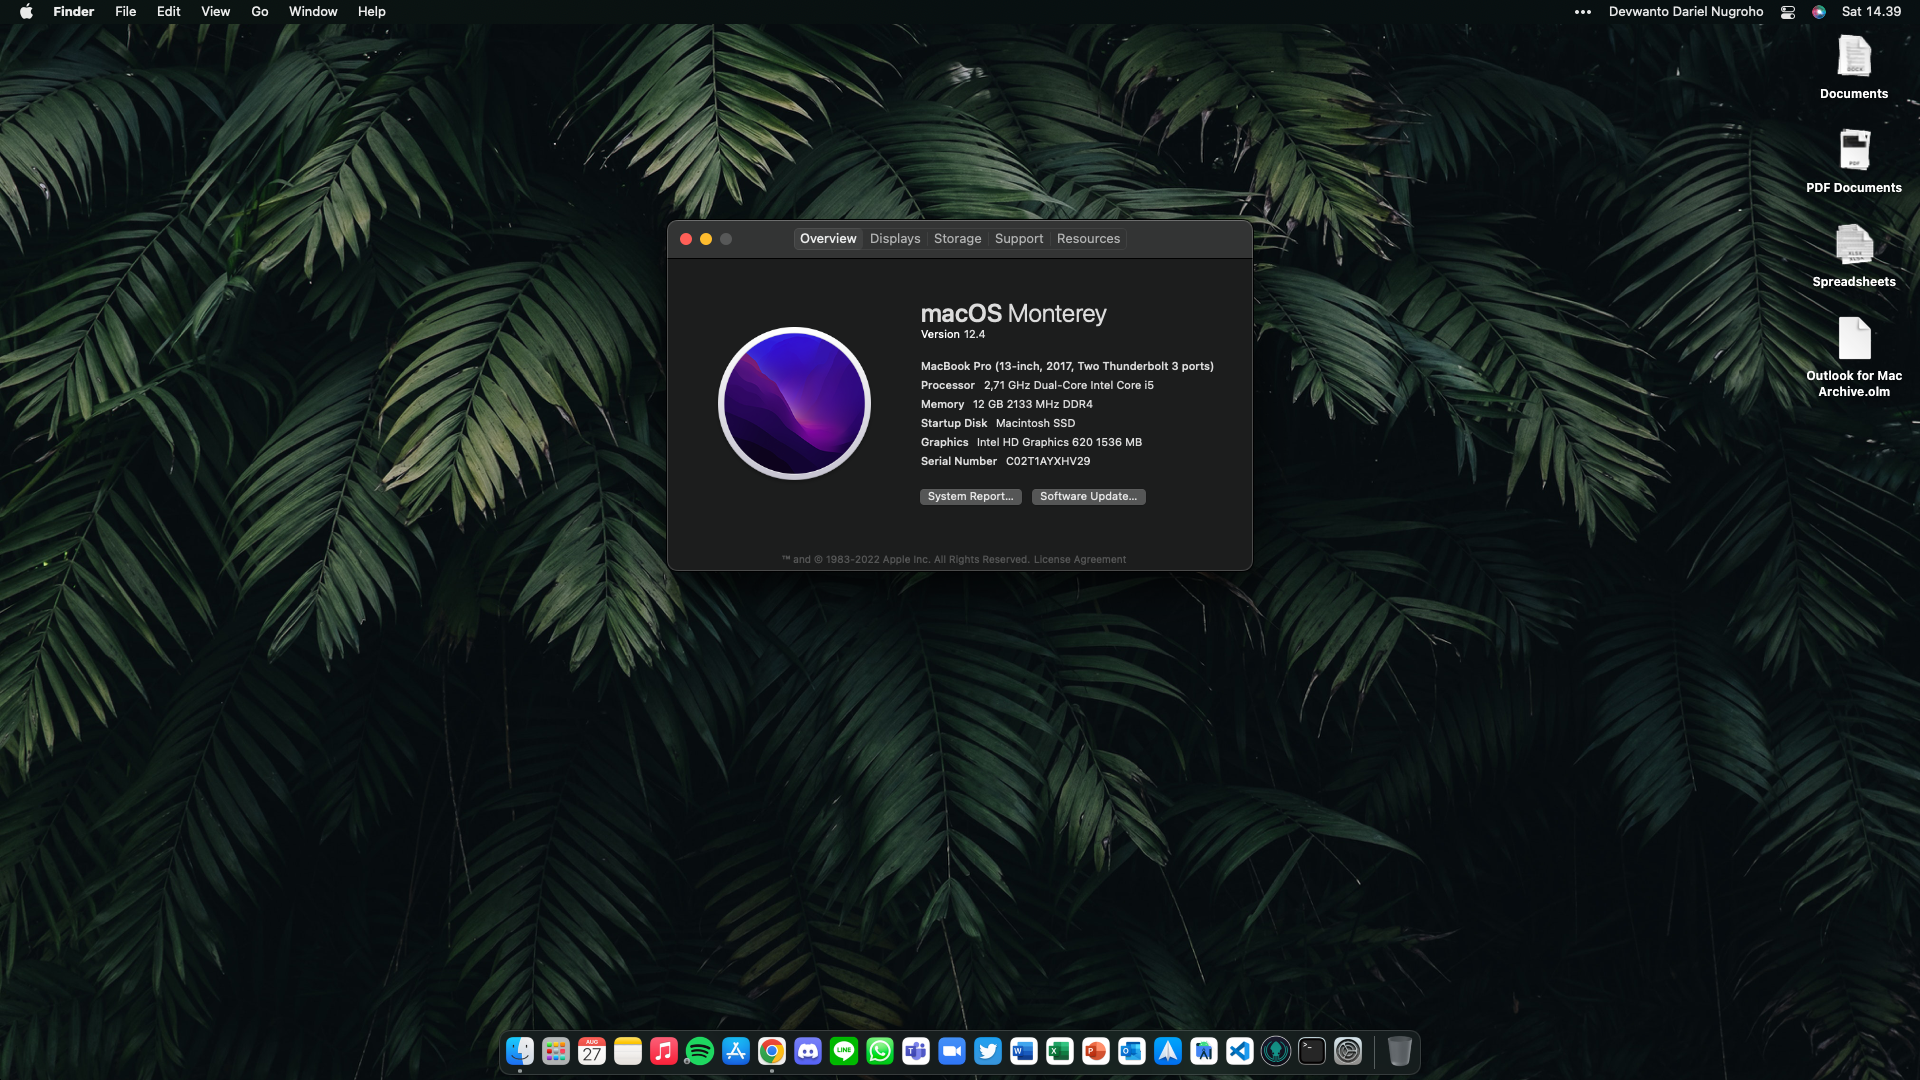 Finder File Edit View Go Window Help
Devwanto Dariel Nugroho Sat 14.39
DOCX
Documents
PDF
PDF Documents
XLSX
Spreadsheets
Outlook for Mac
Archive.olm
Overview Displays Storage Support Resources
macOS Monterey
Version 12.4
MacBook Pro (13-inch, 2017, Two Thunderbolt 3 ports)
Processor 2,71 GHz Dual-Core Intel Core i5
Memory 12 GB 2133 MHz DDR4
Startup Disk Macintosh SSD
Graphics Intel HD Graphics 620 1536 MB
Serial Number C02T1AYXHV29
System Report... Software Update...
™ and © 1983-2022 Apple Inc. All Rights Reserved. License Agreement
AUG
27
LINE